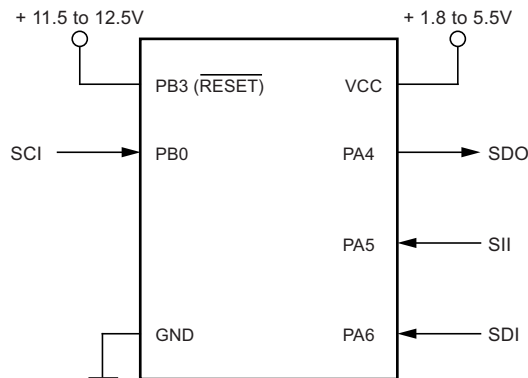 + 11.5 to 12.5V
+ 1.8 to 5.5V
PB3 (RESET)
VCC
SCI
PB0
PA4
SDO
PA5
SII
GND
PA6
SDI